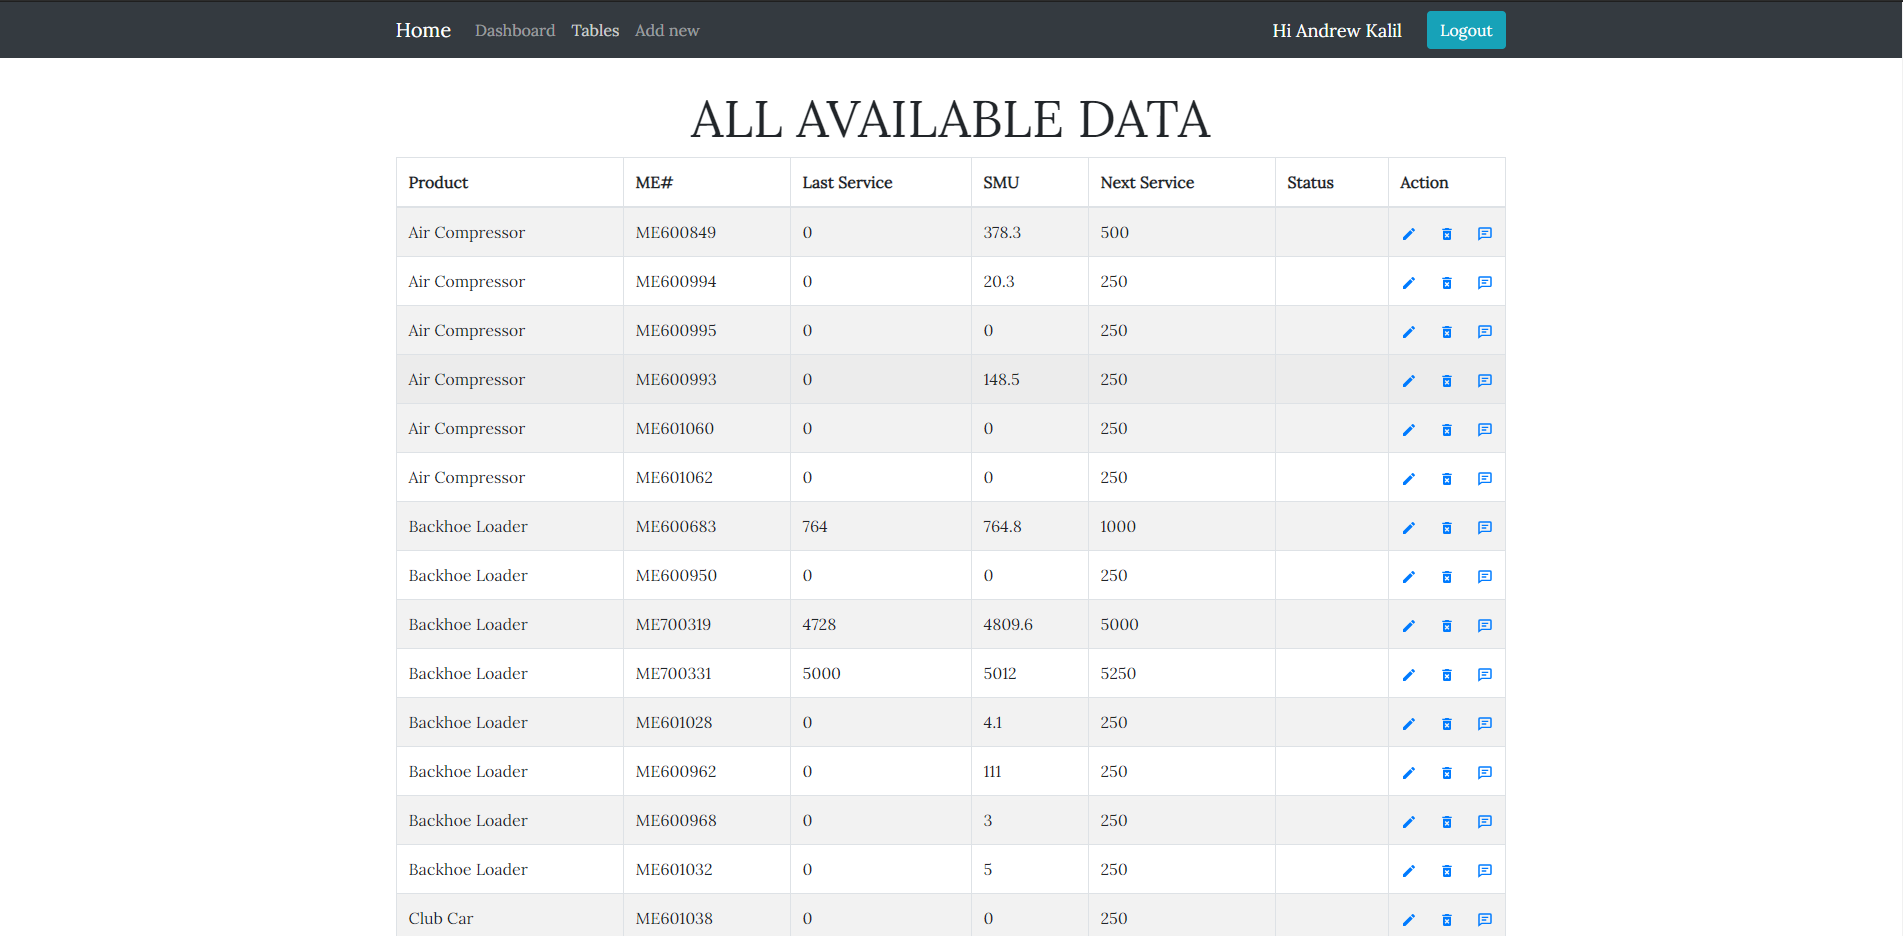 Home Dashboard Tables Add new Hi Andrew Kalil Logout
ALL AVAILABLE DATA
Product ME# Last Service SMU Next Service Status Action
Air Compressor ME600849 0 378.3 500
Air Compressor ME600994 0 20.3 250
Air Compressor ME600995 0 0 250
Air Compressor ME600993 0 148.5 250
Air Compressor ME601060 0 0 250
Air Compressor ME601062 0 0 250
Backhoe Loader ME600683 764 764.8 1000
Backhoe Loader ME600950 0 0 250
Backhoe Loader ME700319 4728 4809.6 5000
Backhoe Loader ME700331 5000 5012 5250
Backhoe Loader ME601028 0 4.1 250
Backhoe Loader ME600962 0 111 250
Backhoe Loader ME600968 0 3 250
Backhoe Loader ME601032 0 5 250
Club Car ME601038 0 0 250